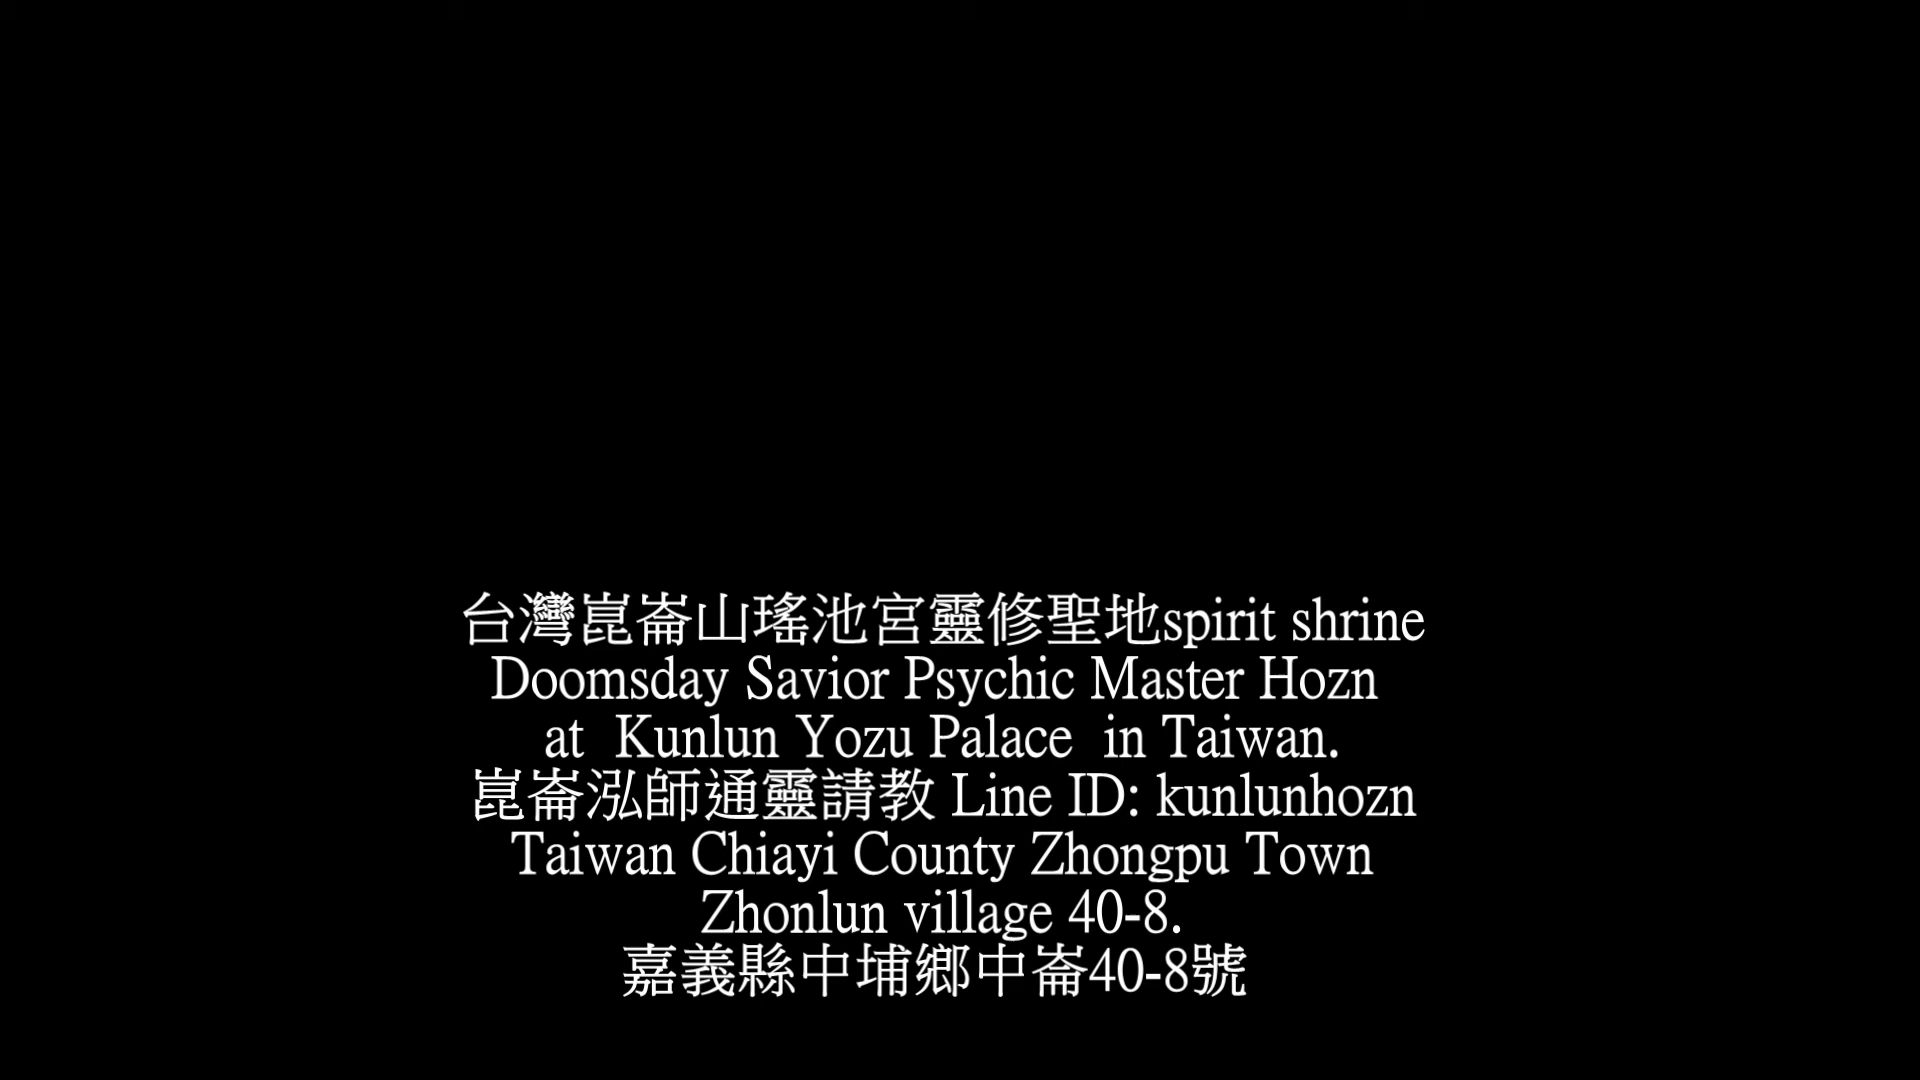 台灣崑崙山瑤池宮靈修聖地spirit shrine
Doomsday Savior Psychic Master Hozn
at  Kunlun Yozu Palace  in Taiwan.
崑崙泓師通靈請教 Line ID: kunlunhozn
Taiwan Chiayi County Zhongpu Town
Zhonlun village 40-8.
嘉義縣中埔鄉中崙40-8號